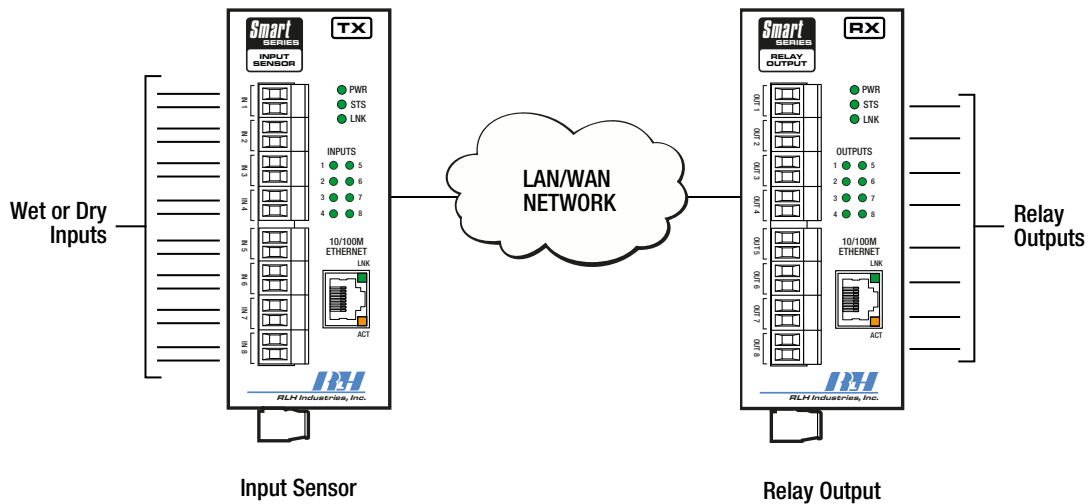 Smart
SERIES
INPUT
SENSOR
TX
PWR
STS
LNK
IN 1
IN 2
IN 3
IN 4
IN 5
IN 6
IN 7
IN 8
INPUTS
1 5
2 6
3 7
4 8
10/100M
ETHERNET
LNK
ACT
RLH
RLH Industries, Inc.
Wet or Dry
Inputs
Input Sensor
LAN/WAN
NETWORK
Smart
SERIES
RELAY
OUTPUT
RX
PWR
STS
LNK
OUT 1
OUT 2
OUT 3
OUT 4
OUT 5
OUT 6
OUT 7
OUT 8
OUTPUTS
1 5
2 6
3 7
4 8
10/100M
ETHERNET
LNK
ACT
RLH
RLH Industries, Inc.
Relay
Outputs
Relay Output